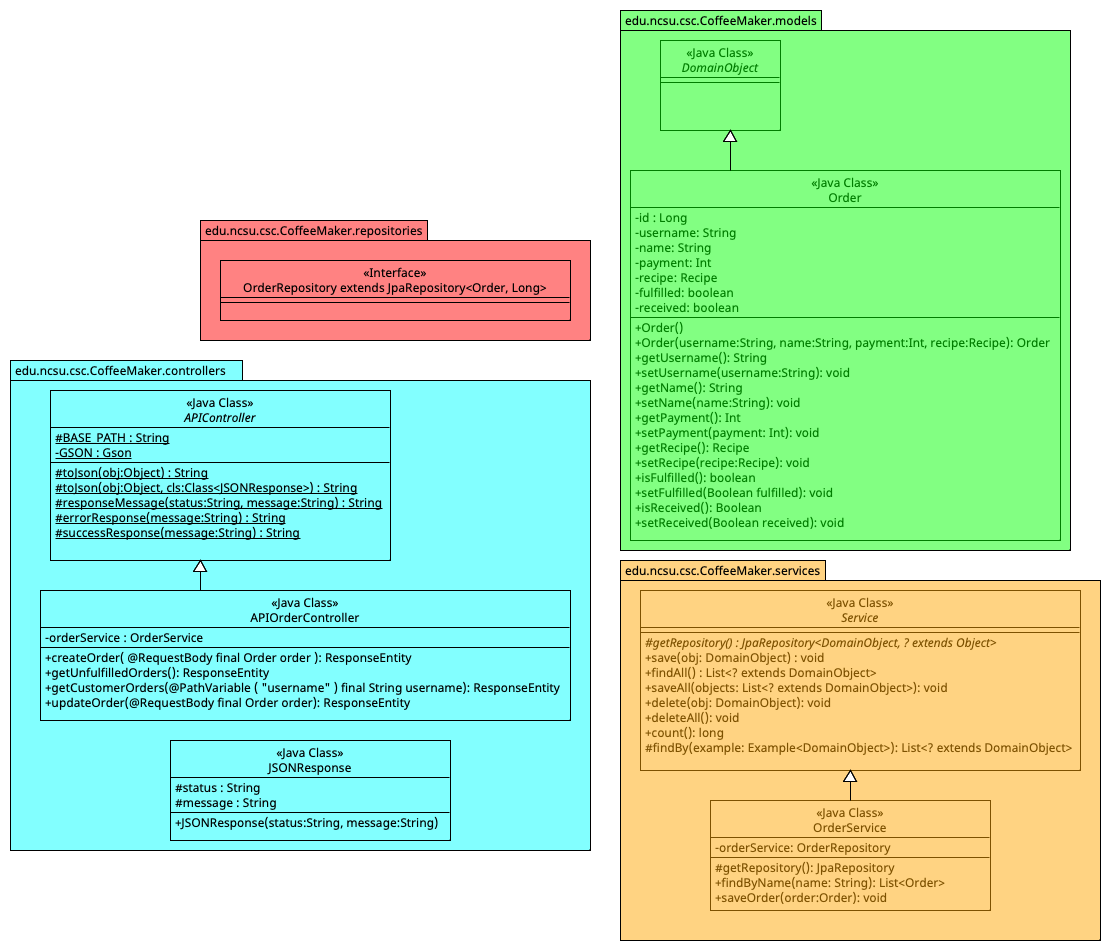 edu.ncsu.csc.CoffeeMaker.models
«Java Class»
DomainObject
«Java Class»
Order
-id : Long
-username: String
-name: String
-payment: Int
-recipe: Recipe
-fulfilled: boolean
-received: boolean
+Order()
+Order(username:String, name:String, payment:Int, recipe:Recipe): Order
+getUsername(): String
+setUsername(username:String): void
+getName(): String
+setName(name:String): void
+getPayment(): Int
+setPayment(payment: Int): void
+getRecipe(): Recipe
+setRecipe(recipe:Recipe): void
+isFulfilled(): boolean
+setFulfilled(Boolean fulfilled): void
+isReceived(): Boolean
+setReceived(Boolean received): void
edu.ncsu.csc.CoffeeMaker.repositories
«Interface»
OrderRepository extends JpaRepository<Order, Long>
edu.ncsu.csc.CoffeeMaker.controllers
«Java Class»
APIController
#BASE_PATH : String
-GSON : Gson
#toJson(obj:Object) : String
#toJson(obj:Object, cls:Class<JSONResponse>) : String
#responseMessage(status:String, message:String) : String
#errorResponse(message:String) : String
#successResponse(message:String) : String
«Java Class»
APIOrderController
-orderService : OrderService
+createOrder( @RequestBody final Order order ): ResponseEntity
+getUnfulfilledOrders(): ResponseEntity
+getCustomerOrders(@PathVariable ( "username" ) final String username): ResponseEntity
+updateOrder(@RequestBody final Order order): ResponseEntity
«Java Class»
JSONResponse
#status : String
#message : String
+JSONResponse(status:String, message:String)
edu.ncsu.csc.CoffeeMaker.services
«Java Class»
Service
#getRepository() : JpaRepository<DomainObject, ? extends Object>
+save(obj: DomainObject) : void
+findAll() : List<? extends DomainObject>
+saveAll(objects: List<? extends DomainObject>): void
+delete(obj: DomainObject): void
+deleteAll(): void
+count(): long
#findBy(example: Example<DomainObject>): List<? extends DomainObject>
«Java Class»
OrderService
-orderService: OrderRepository
#getRepository(): JpaRepository
+findByName(name: String): List<Order>
+saveOrder(order:Order): void